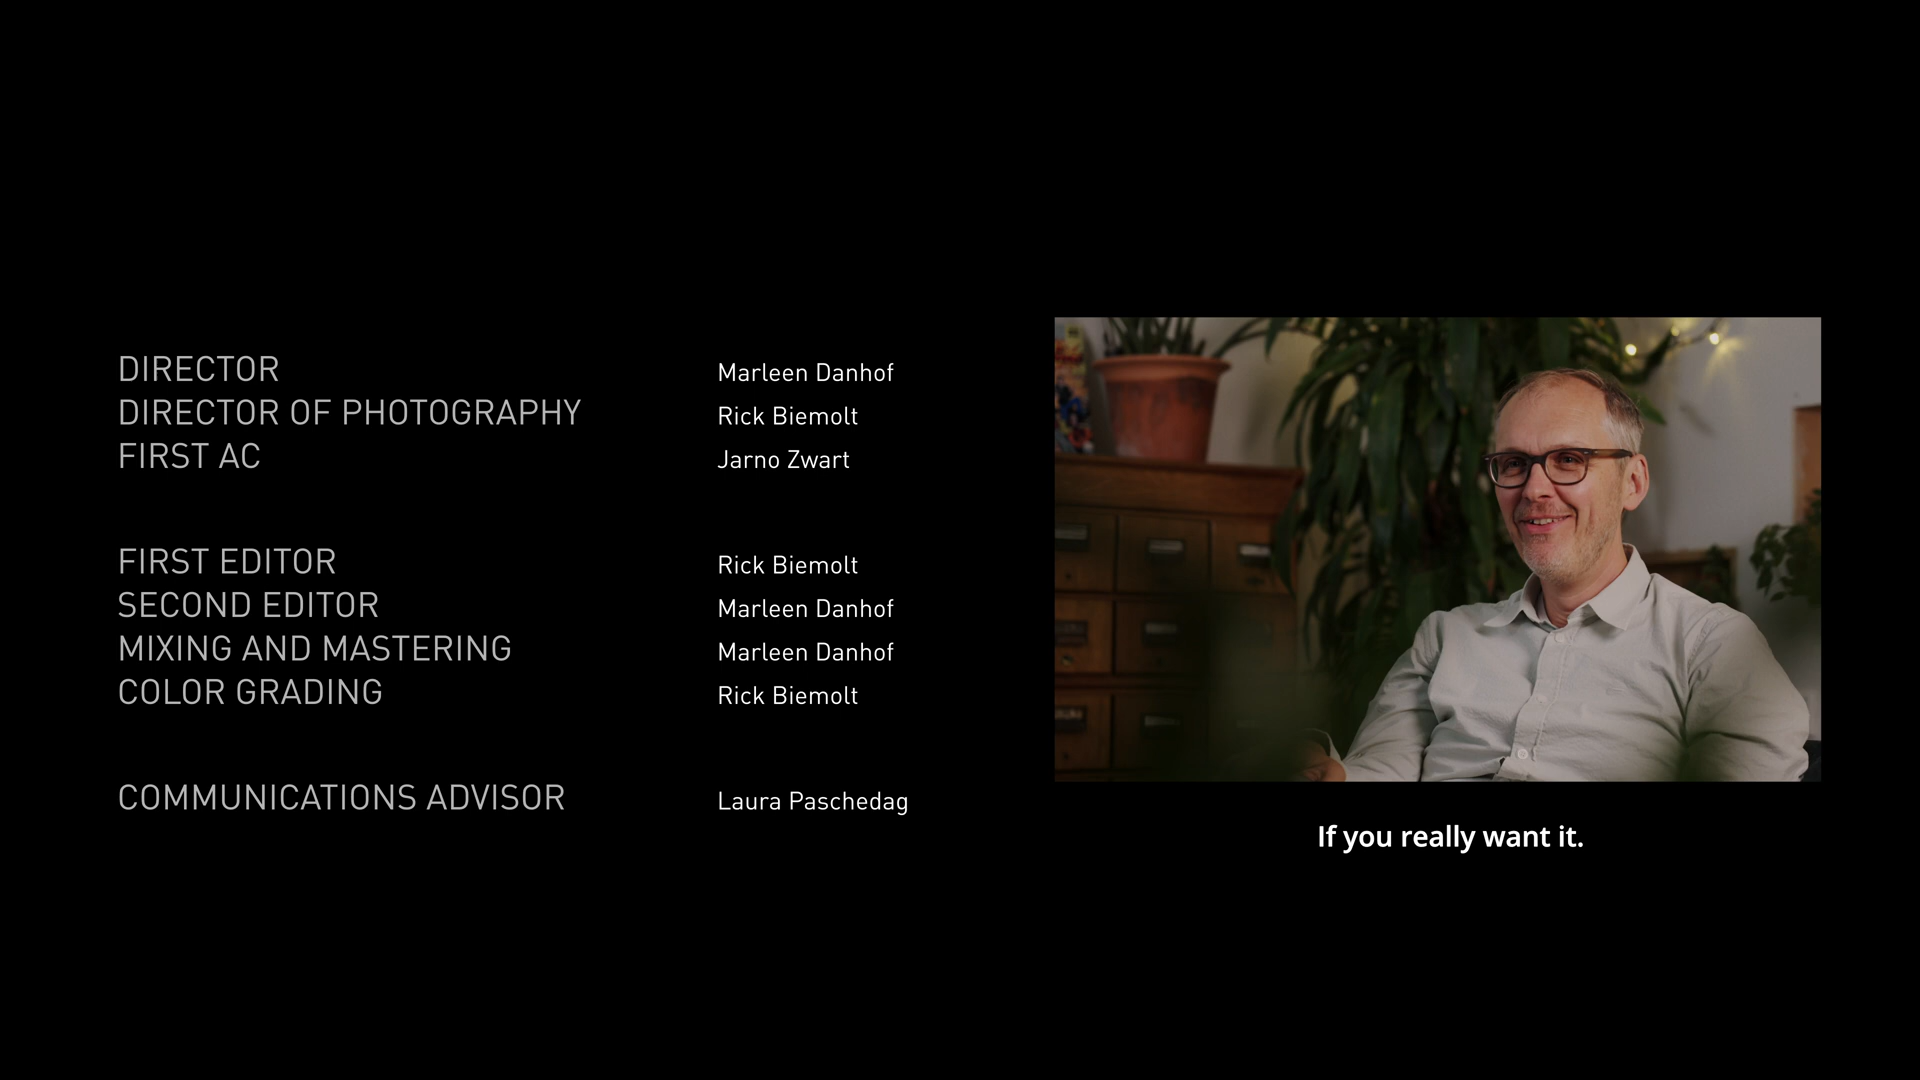 DIRECTOR Marleen Danhof
DIRECTOR OF PHOTOGRAPHY Rick Biemolt
FIRST AC Jarno Zwart
FIRST EDITOR Rick Biemolt
SECOND EDITOR Marleen Danhof
MIXING AND MASTERING Marleen Danhof
COLOR GRADING Rick Biemolt
COMMUNICATIONS ADVISOR Laura Paschedag
If you really want it.